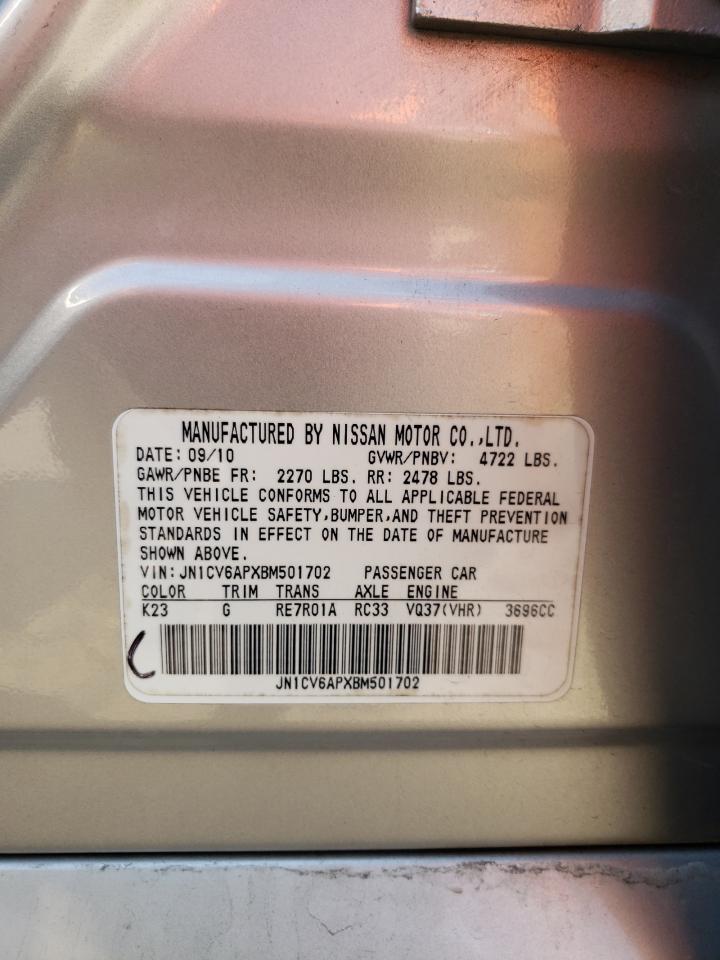 MANUFACTURED BY NISSAN MOTOR CO.,LTD.
DATE: 09/10 GVWR/PNBV: 4722 LBS.
GAWR/PNBE FR: 2270 LBS. RR: 2478 LBS.
THIS VEHICLE CONFORMS TO ALL APPLICABLE FEDERAL
MOTOR VEHICLE SAFETY,BUMPER,AND THEFT PREVENTION
STANDARDS IN EFFECT ON THE DATE OF MANUFACTURE
SHOWN ABOVE.
VIN:JN1CV6APXBM501702 PASSENGER CAR
COLOR TRIM TRANS AXLE ENGINE
K23 G RE7R01A RC33 VQ37(VHR) 3696CC
JN1CV6APXBM501702